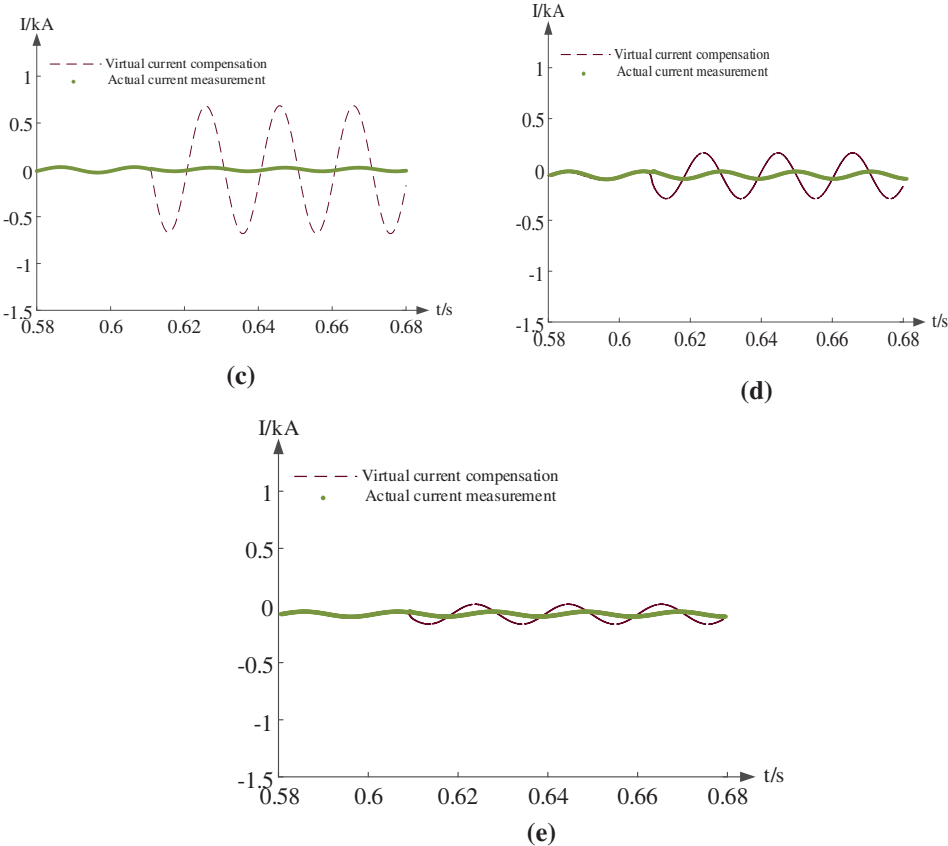 I/kA
Virtual current compensation
Actual current measurement
1
0.5
0
-0.5
-1
-1.5
0.58 0.6 0.62 0.64 0.66 0.68
t/s
(c)
I/kA
Virtual current compensation
Actual current measurement
1
0.5
0
-0.5
-1
-1.5
0.58 0.6 0.62 0.64 0.66 0.68
t/s
(d)
I/kA
Virtual current compensation
Actual current measurement
1
0.5
0
-0.5
-1
-1.5
0.58 0.6 0.62 0.64 0.66 0.68
t/s
(e)